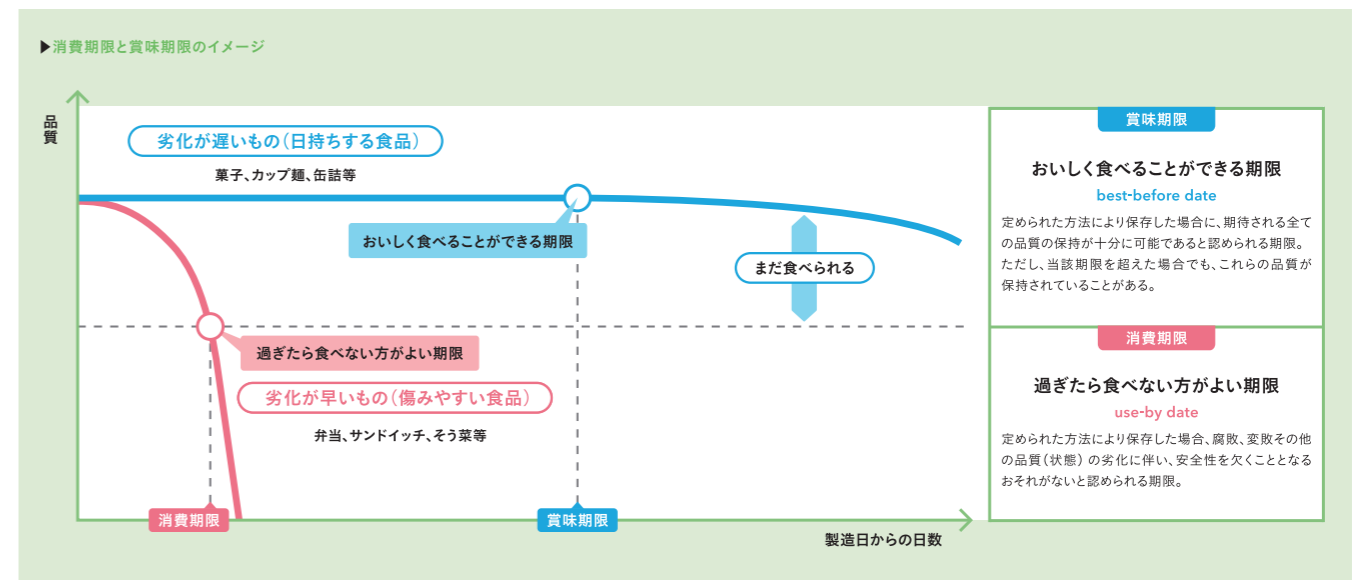 ▶消費期限と賞味期限のイメージ
品質
劣化が遅いもの（日持ちする食品）
菓子、カップ麺、缶詰等
おいしく食べることができる期限
まだ食べられる
過ぎたら食べない方がよい期限
劣化が早いもの（傷みやすい食品）
弁当、サンドイッチ、そう菜等
消費期限
賞味期限
製造日からの日数
賞味期限
おいしく食べることができる期限
best-before date
定められた方法により保存した場合に、期待される全て
の品質の保持が十分に可能であると認められる期限。
ただし、当該期限を超えた場合でも、これらの品質が
保持されていることがある。
消費期限
過ぎたら食べない方がよい期限
use-by date
定められた方法により保存した場合、腐敗、変敗その他
の品質（状態）の劣化に伴い、安全性を欠くこととなる
おそれがないと認められる期限。